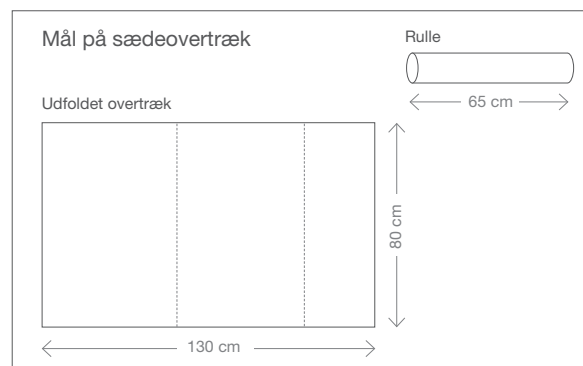 Mål på sædeovertræk
Rulle
65 cm
Udfoldet overtræk
80 cm
130 cm